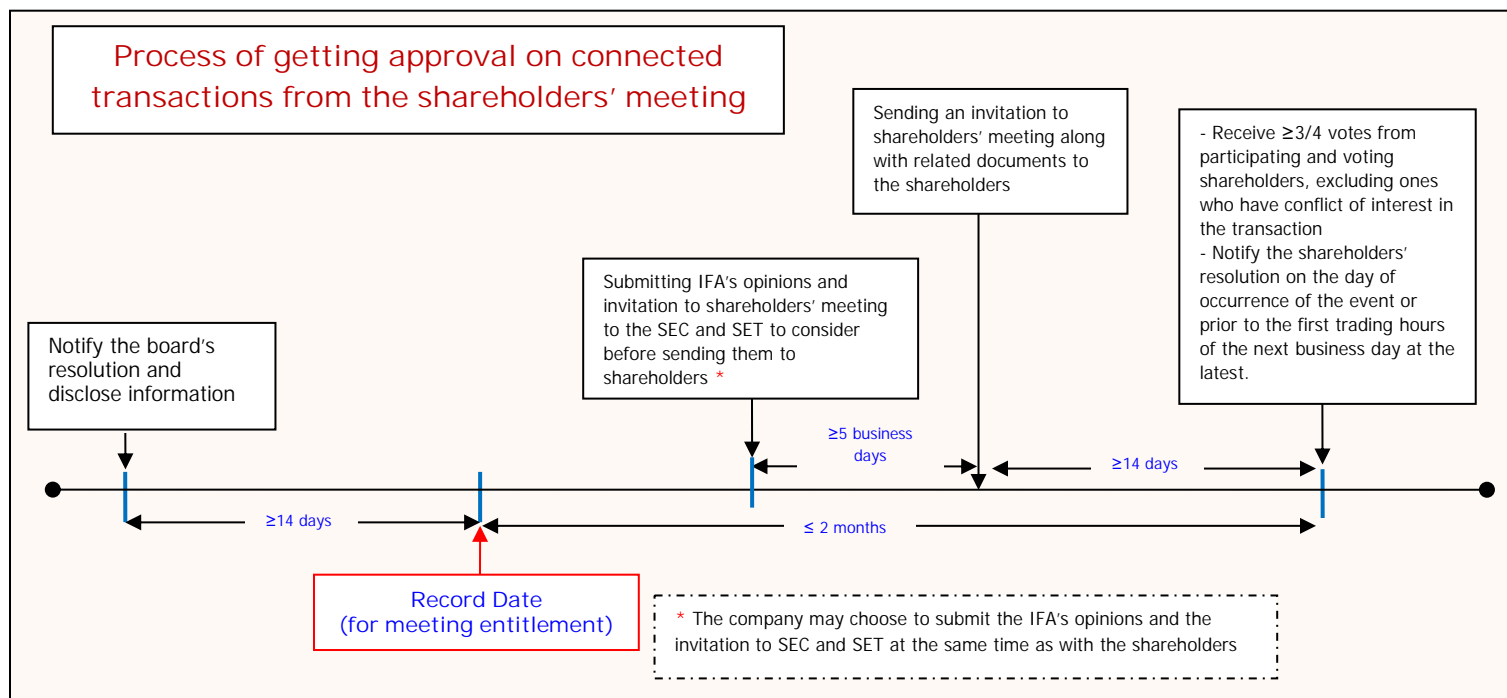 Process of getting approval on connected
transactions from the shareholders’ meeting
Sending an invitation to
shareholders’ meeting along
with related documents to
the shareholders
- Receive ≥3/4 votes from
participating and voting
shareholders, excluding ones
who have conflict of interest in
the transaction
- Notify the shareholders’
resolution on the day of
occurrence of the event or
prior to the first trading hours
of the next business day at the
latest.
Submitting IFA’s opinions and
invitation to shareholders’ meeting
to the SEC and SET to consider
before sending them to
shareholders *
Notify the board’s
resolution and
disclose information
≥5 business
days
≥14 days
≥14 days
≤ 2 months
Record Date
(for meeting entitlement)
* The company may choose to submit the IFA’s opinions and the
invitation to SEC and SET at the same time as with the shareholders